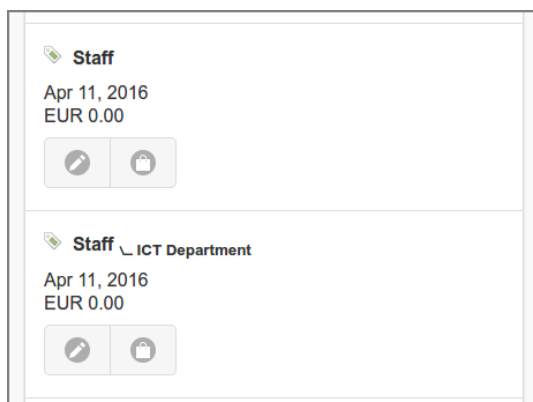 Staff
Apr 11, 2016
EUR 0.00
Staff ICT Department
Apr 11, 2016
EUR 0.00